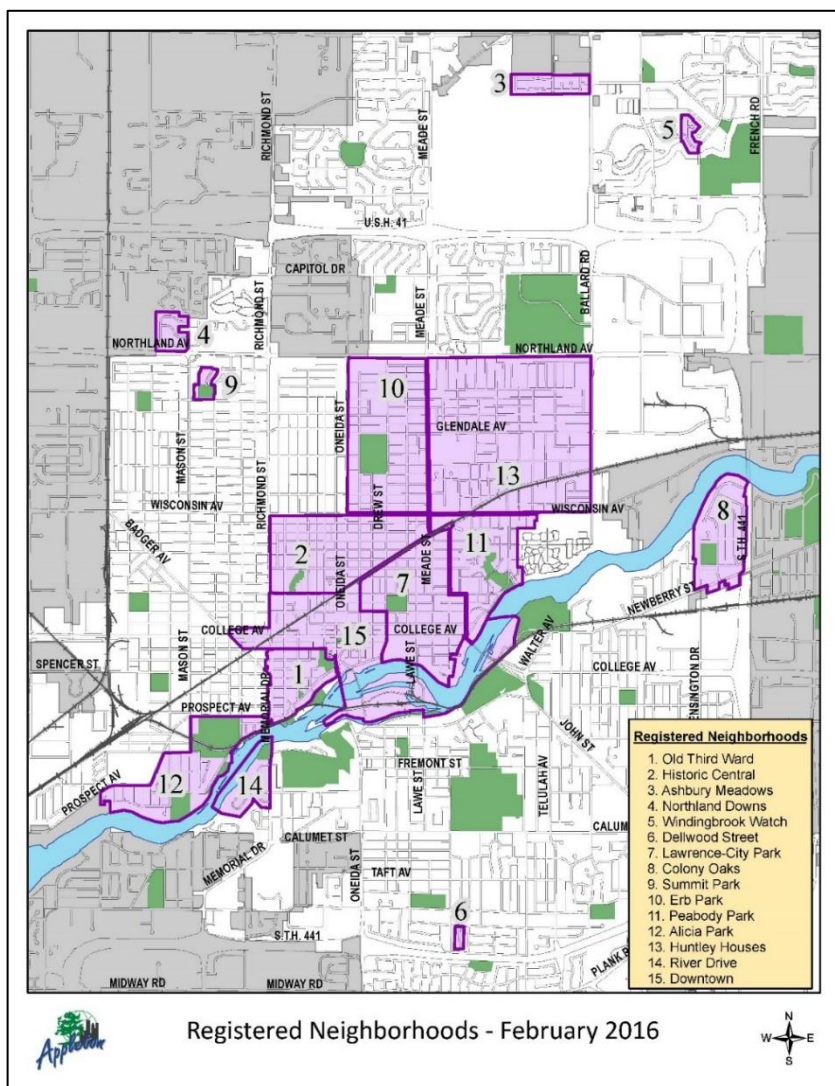 3
5
RICHMOND ST
MEADE ST
FRENCH RD
U.S.H. 41
CAPITOL DR
BALLARD RD
RICHMOND ST
MEADE ST
4
NORTHLAND AV
NORTHLAND AV
9
10
ONEIDA ST
GLENDALE AV
MASON ST
RICHMOND ST
13
DREW ST
WISCONSIN AV
WISCONSIN AV
8
S.T.H. 441
BADGER AV
2
ONEIDA ST
MEADE ST
11
7
NEWBERRY ST
COLLEGE AV
15
COLLEGE AV
WALTER AV
SPENCER ST
MASON ST
1
LAWE ST
COLLEGE AV
MEMORIAL DR
PROSPECT AV
ENSINGTON DR
JOHN ST
PROSPECT AV
12
14
FREMONT ST
LAWE ST
TELULAH AV
CALUMET ST
CALUM
MEMORIAL DR
ONEIDA ST
TAFT AV
6
S.T.H. 441
PLANK
MIDWAY RD
MIDWAY RD
Registered Neighborhoods
1. Old Third Ward
2. Historic Central
3. Ashbury Meadows
4. Northland Downs
5. Windingbrook Watch
6. Dellwood Street
7. Lawrence-City Park
8. Colony Oaks
9. Summit Park
10. Erb Park
11. Peabody Park
12. Alicia Park
13. Huntley Houses
14. River Drive
15. Downtown
Appleton
Registered Neighborhoods - February 2016
N
W E
S